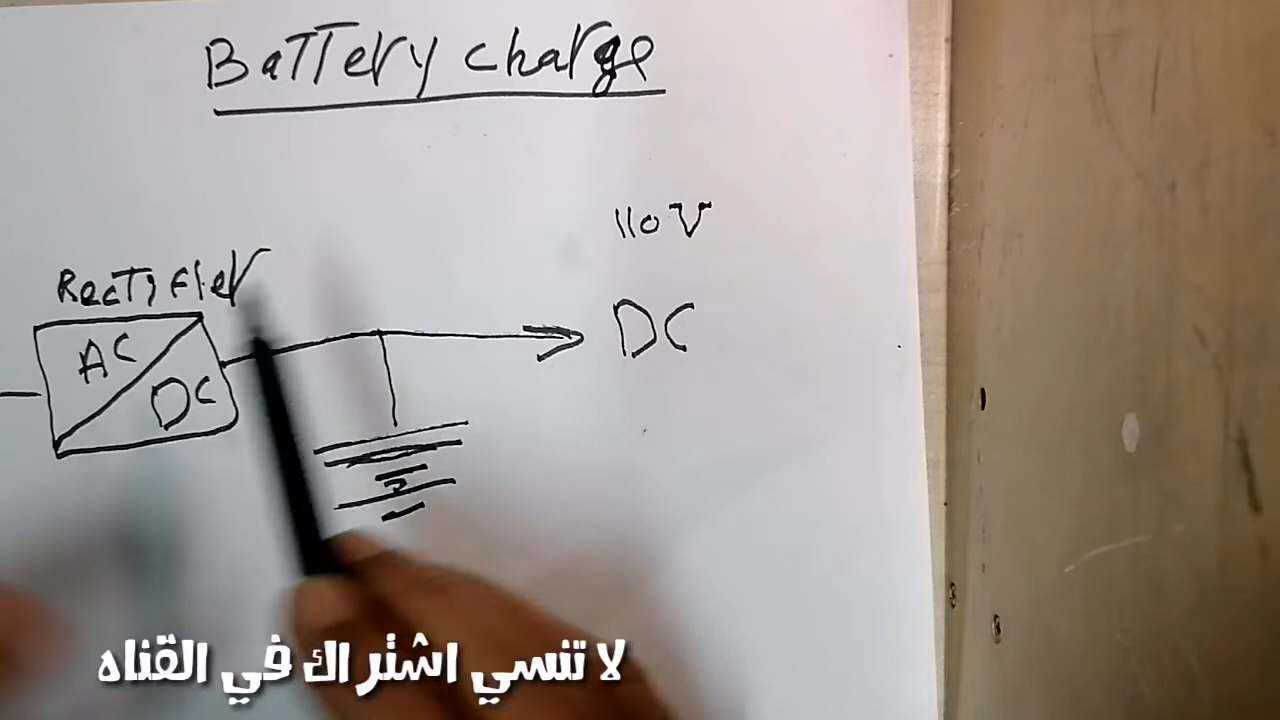 Battery charge
110V
Rectifier
DC
AC
DC
لا تنسي اشتراك في القناه